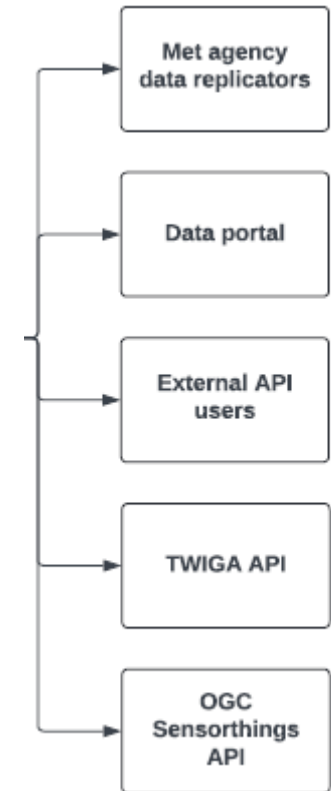 Met agency
data replicators
Data portal
External API
users
TWIGA API
OGC
Sensorthings
API